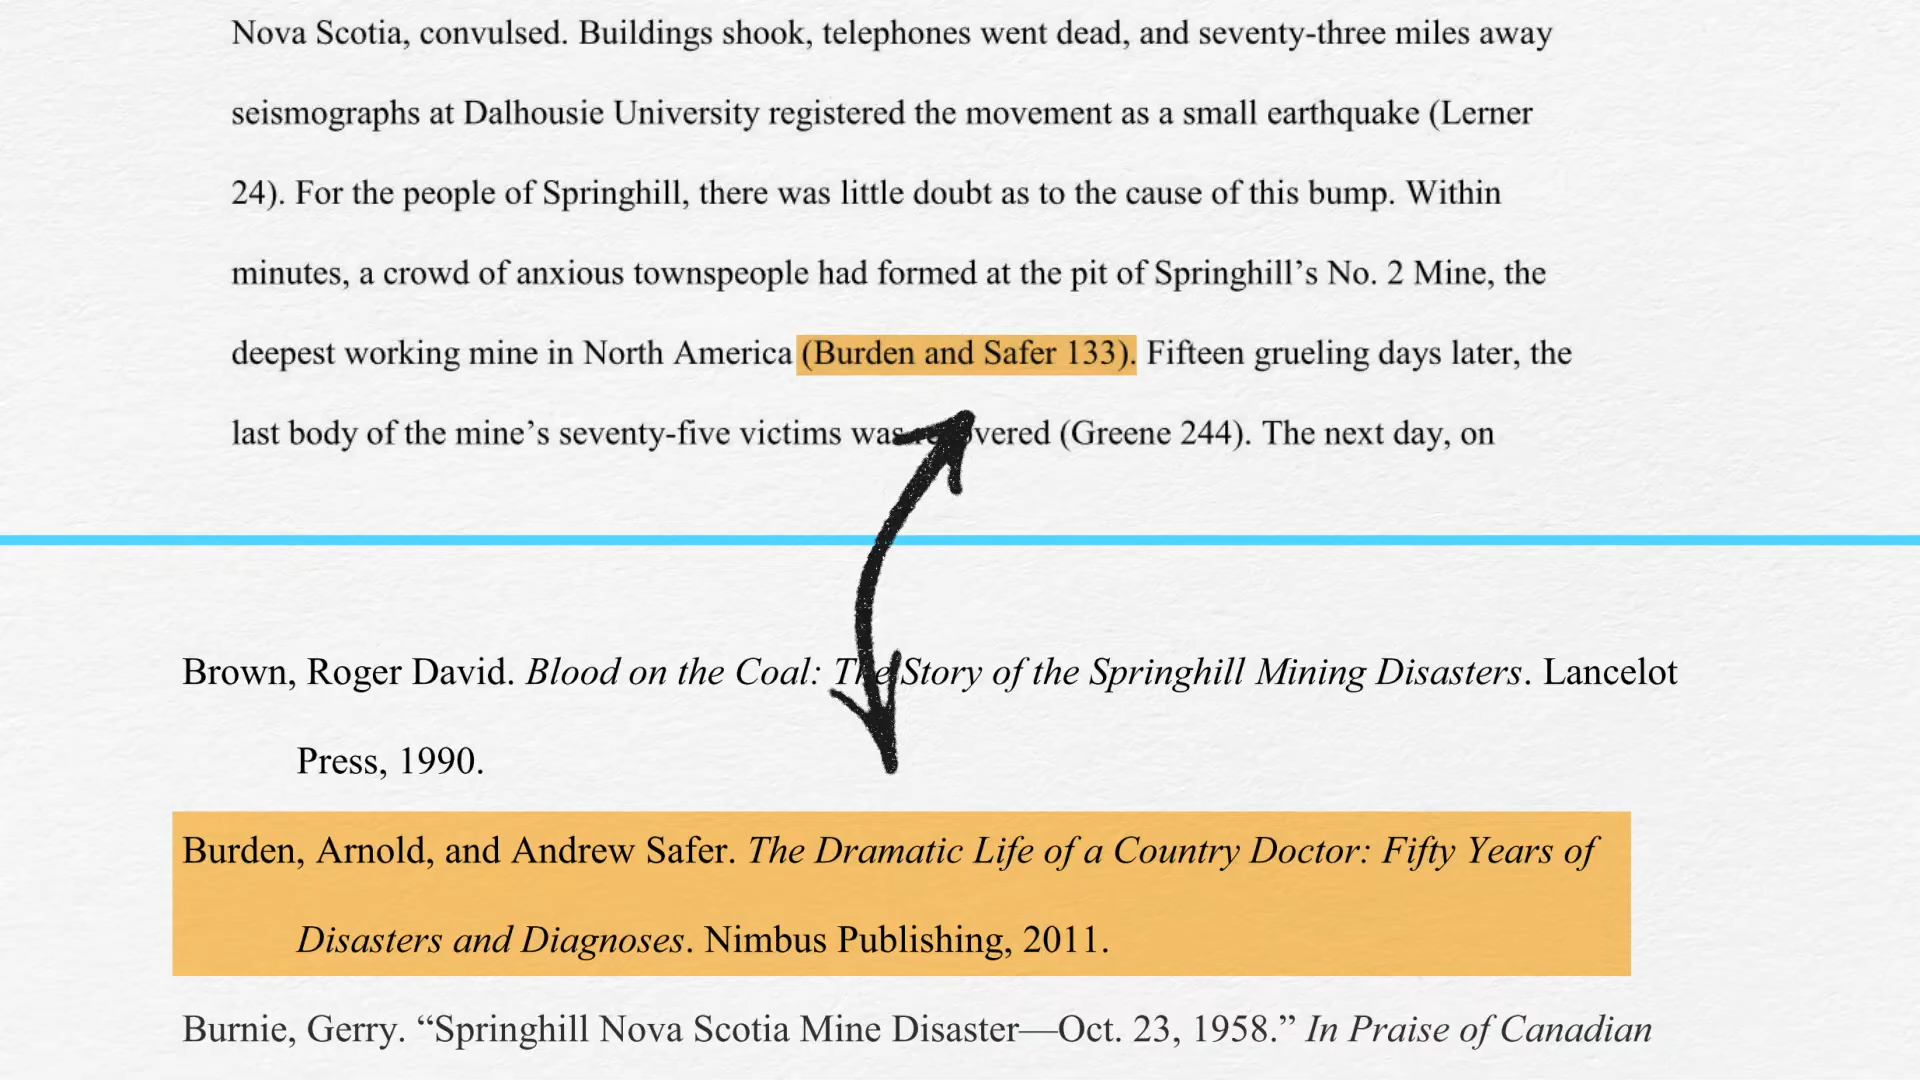 Nova Scotia, convulsed. Buildings shook, telephones went dead, and seventy-three miles away
seismographs at Dalhousie University registered the movement as a small earthquake (Lerner
24). For the people of Springhill, there was little doubt as to the cause of this bump. Within
minutes, a crowd of anxious townspeople had formed at the pit of Springhill’s No. 2 Mine, the
deepest working mine in North America (Burden and Safer 133). Fifteen grueling days later, the
last body of the mine’s seventy-five victims was recovered (Greene 244). The next day, on
Brown, Roger David. Blood on the Coal: The Story of the Springhill Mining Disasters. Lancelot
Press, 1990.
Burden, Arnold, and Andrew Safer. The Dramatic Life of a Country Doctor: Fifty Years of
Disasters and Diagnoses. Nimbus Publishing, 2011.
Burnie, Gerry. “Springhill Nova Scotia Mine Disaster—Oct. 23, 1958.” In Praise of Canadian